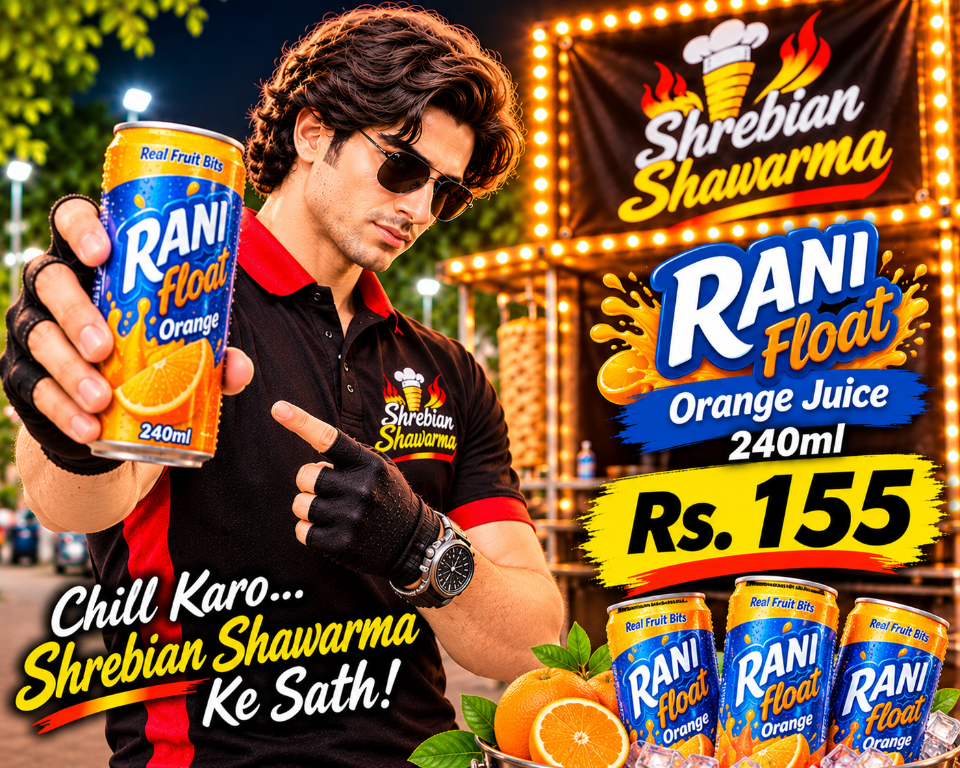 Shrebian
Shawarma
Real Fruit Bits
RANI
Float
Orange
240ml
Shrebian
Shawarma
RANI
Float
Orange Juice
240ml
Rs. 155
Chill Karo...
Shrebian Shawarma
Ke Sath!
Real Fruit Bits
RANI
Float
Orange
Real Fruit Bits
RANI
Float
Orange
Real Fruit Bits
RANI
Float
Orange